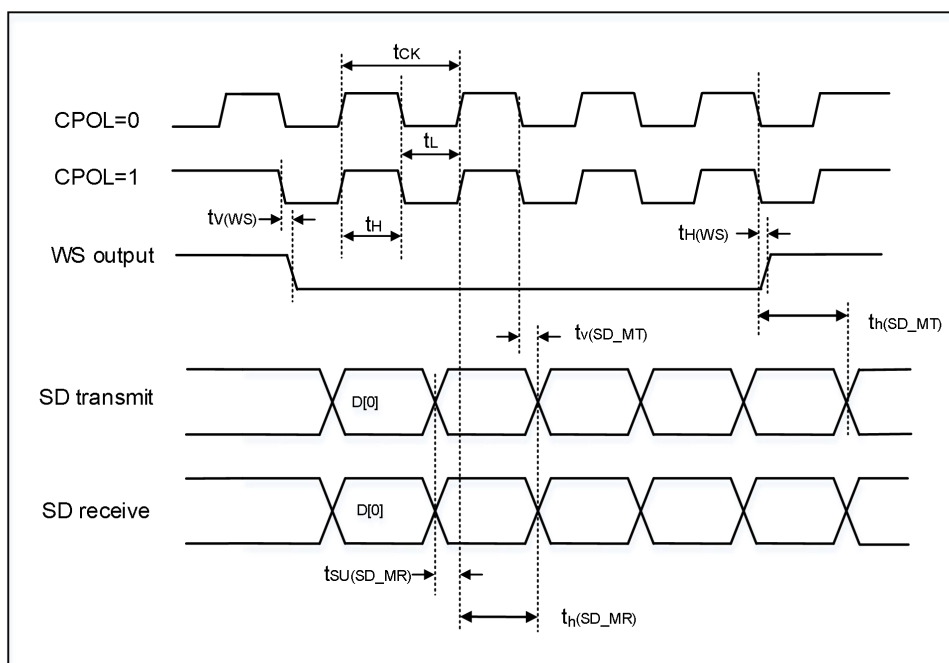 tCK
CPOL=0
tL
CPOL=1
tV(WS)
tH
tH(WS)
WS output
tv(SD_MT)
th(SD_MT)
SD transmit
D[0]
SD receive
D[0]
tSU(SD_MR)
th(SD_MR)